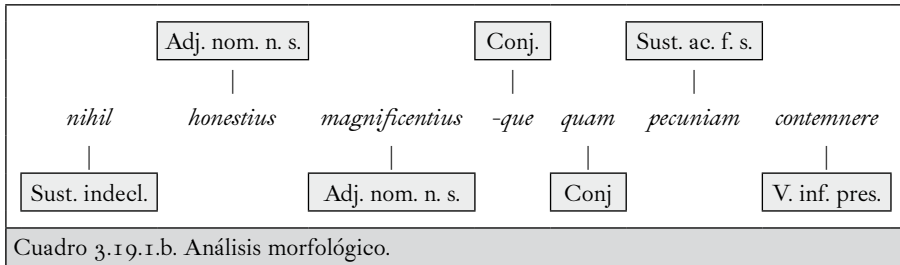 Adj. nom. n. s. Conj. Sust. ac. f. s.
nihil honestius magnificentius -que quam pecuniam contemnere
Sust. indecl. Adj. nom. n. s. Conj V. inf. pres.
Cuadro 3.19.1.b. Análisis morfológico.